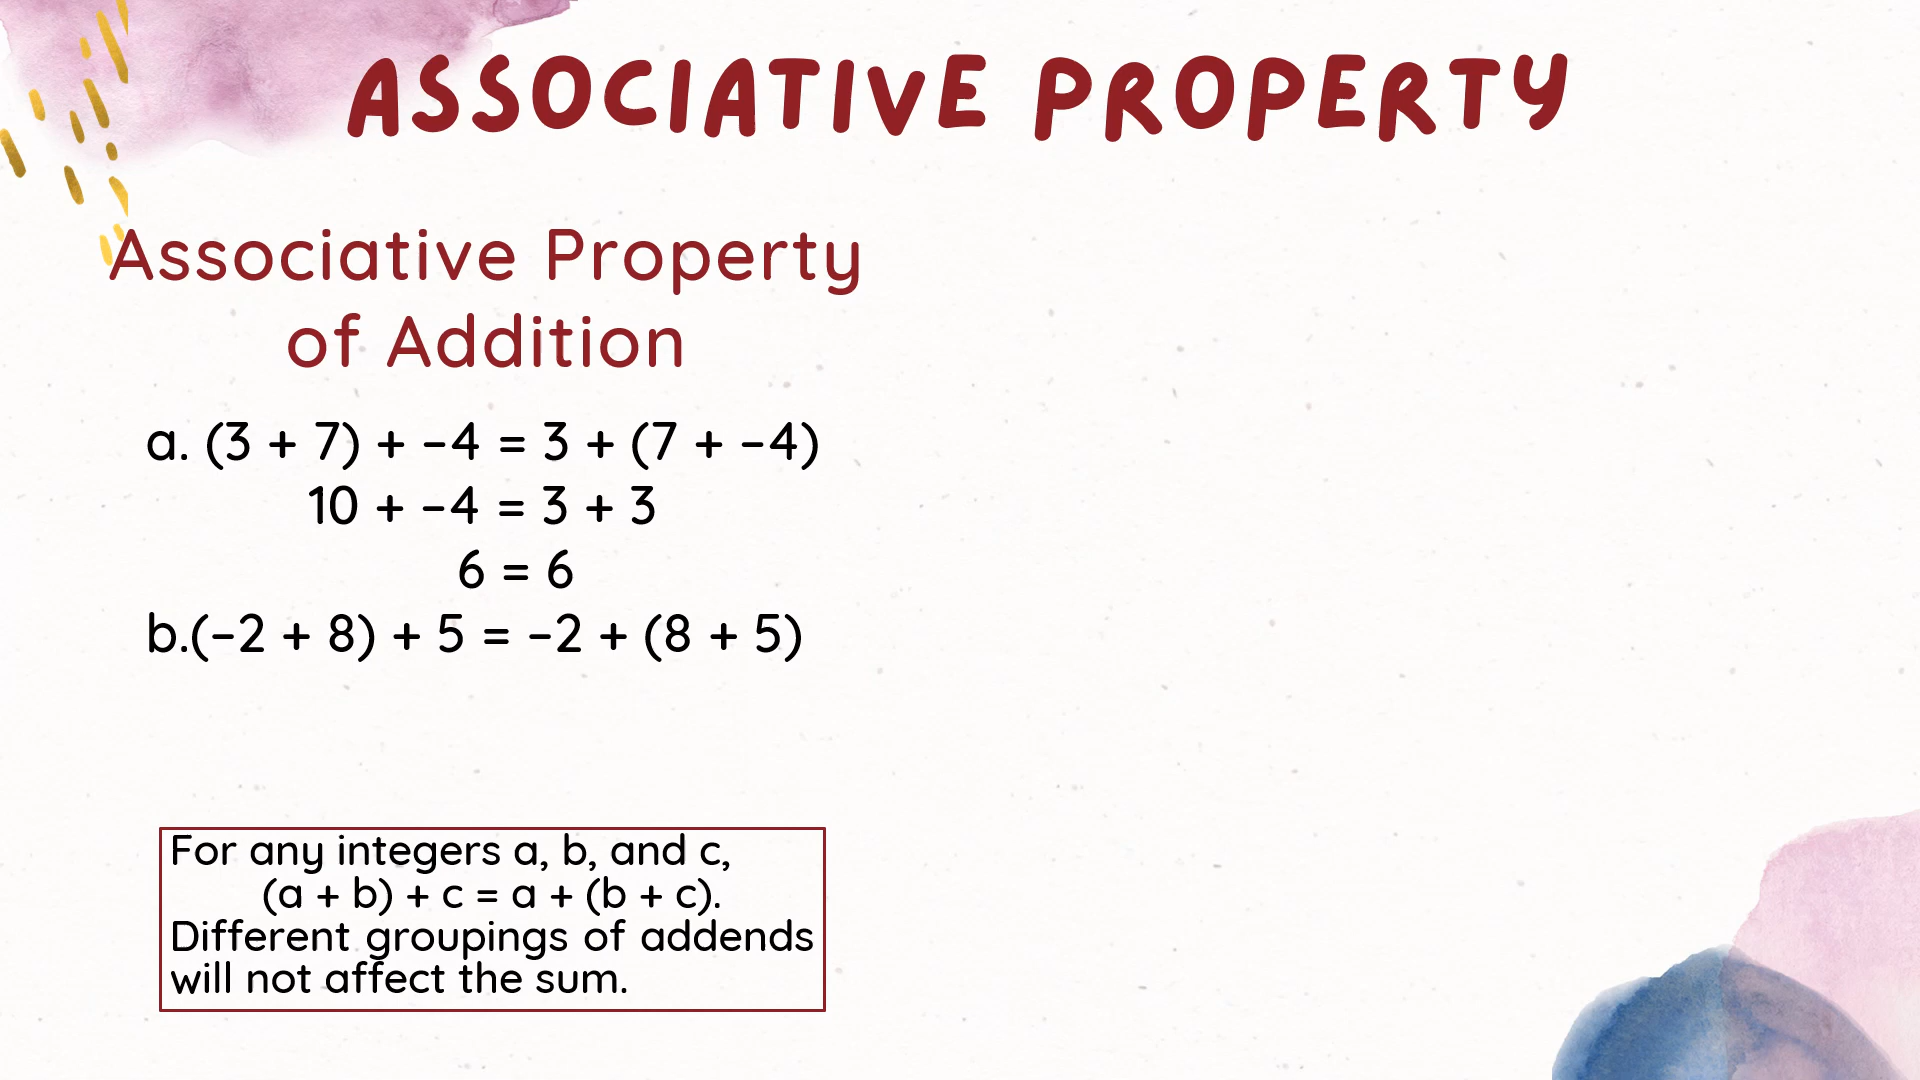 ASSOCIATIVE PROPERTY
Associative Property
of Addition
a. (3 + 7) + –4 = 3 + (7 + –4)
10 + –4 = 3 + 3
6 = 6
b.(–2 + 8) + 5 = –2 + (8 + 5)
For any integers a, b, and c,
(a + b) + c = a + (b + c).
Different groupings of addends
will not affect the sum.